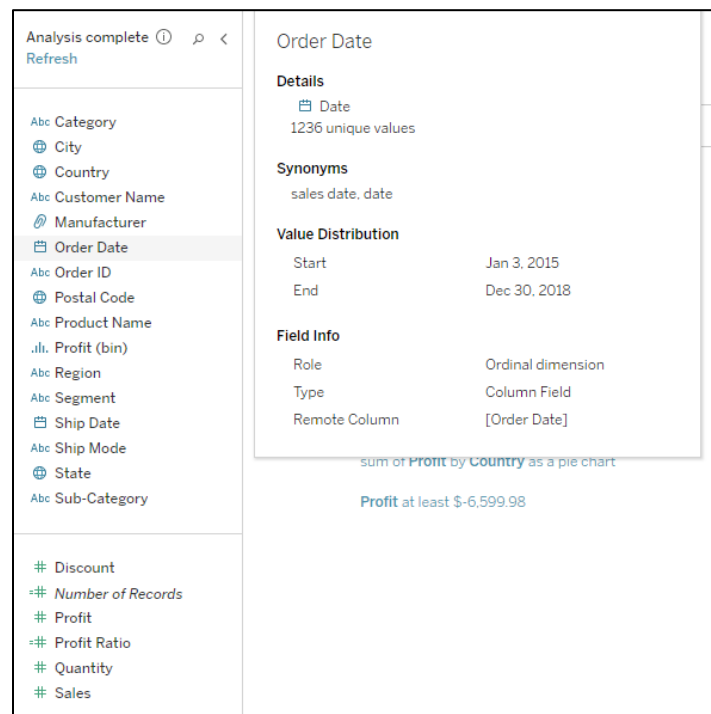 Analysis complete
Refresh
Abc Category
City
Country
Abc Customer Name
Manufacturer
Order Date
Abc Order ID
Postal Code
Abc Product Name
Profit (bin)
Abc Region
Abc Segment
Ship Date
Abc Ship Mode
State
Abc Sub-Category
# Discount
=# Number of Records
# Profit
=# Profit Ratio
# Quantity
# Sales
Order Date
Details
Date
1236 unique values
Synonyms
sales date, date
Value Distribution
Start Jan 3, 2015
End Dec 30, 2018
Field Info
Role Ordinal dimension
Type Column Field
Remote Column [Order Date]
sum of Profit by Country as a pie chart
Profit at least $-6,599.98